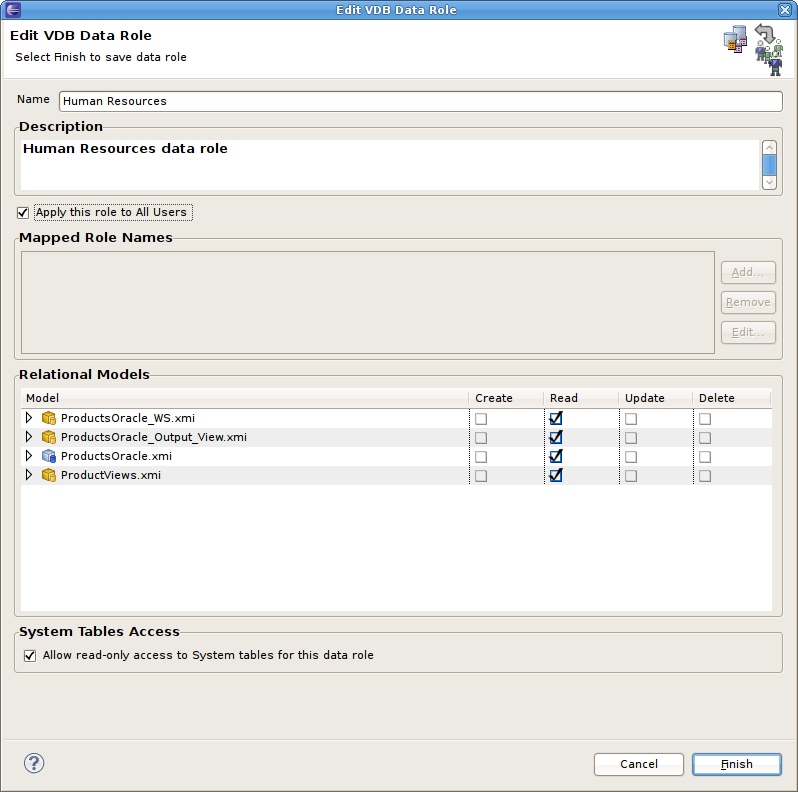 Edit VDB Data Role
Edit VDB Data Role
Select Finish to save data role
Name Human Resources
Description
Human Resources data role
Apply this role to All Users
Mapped Role Names
Add...
Remove
Edit...
Relational Models
Model Create Read Update Delete
ProductsOracle_WS.xmi
ProductsOracle_Output_View.xmi
ProductsOracle.xmi
ProductViews.xmi
System Tables Access
Allow read-only access to System tables for this data role
? Cancel Finish